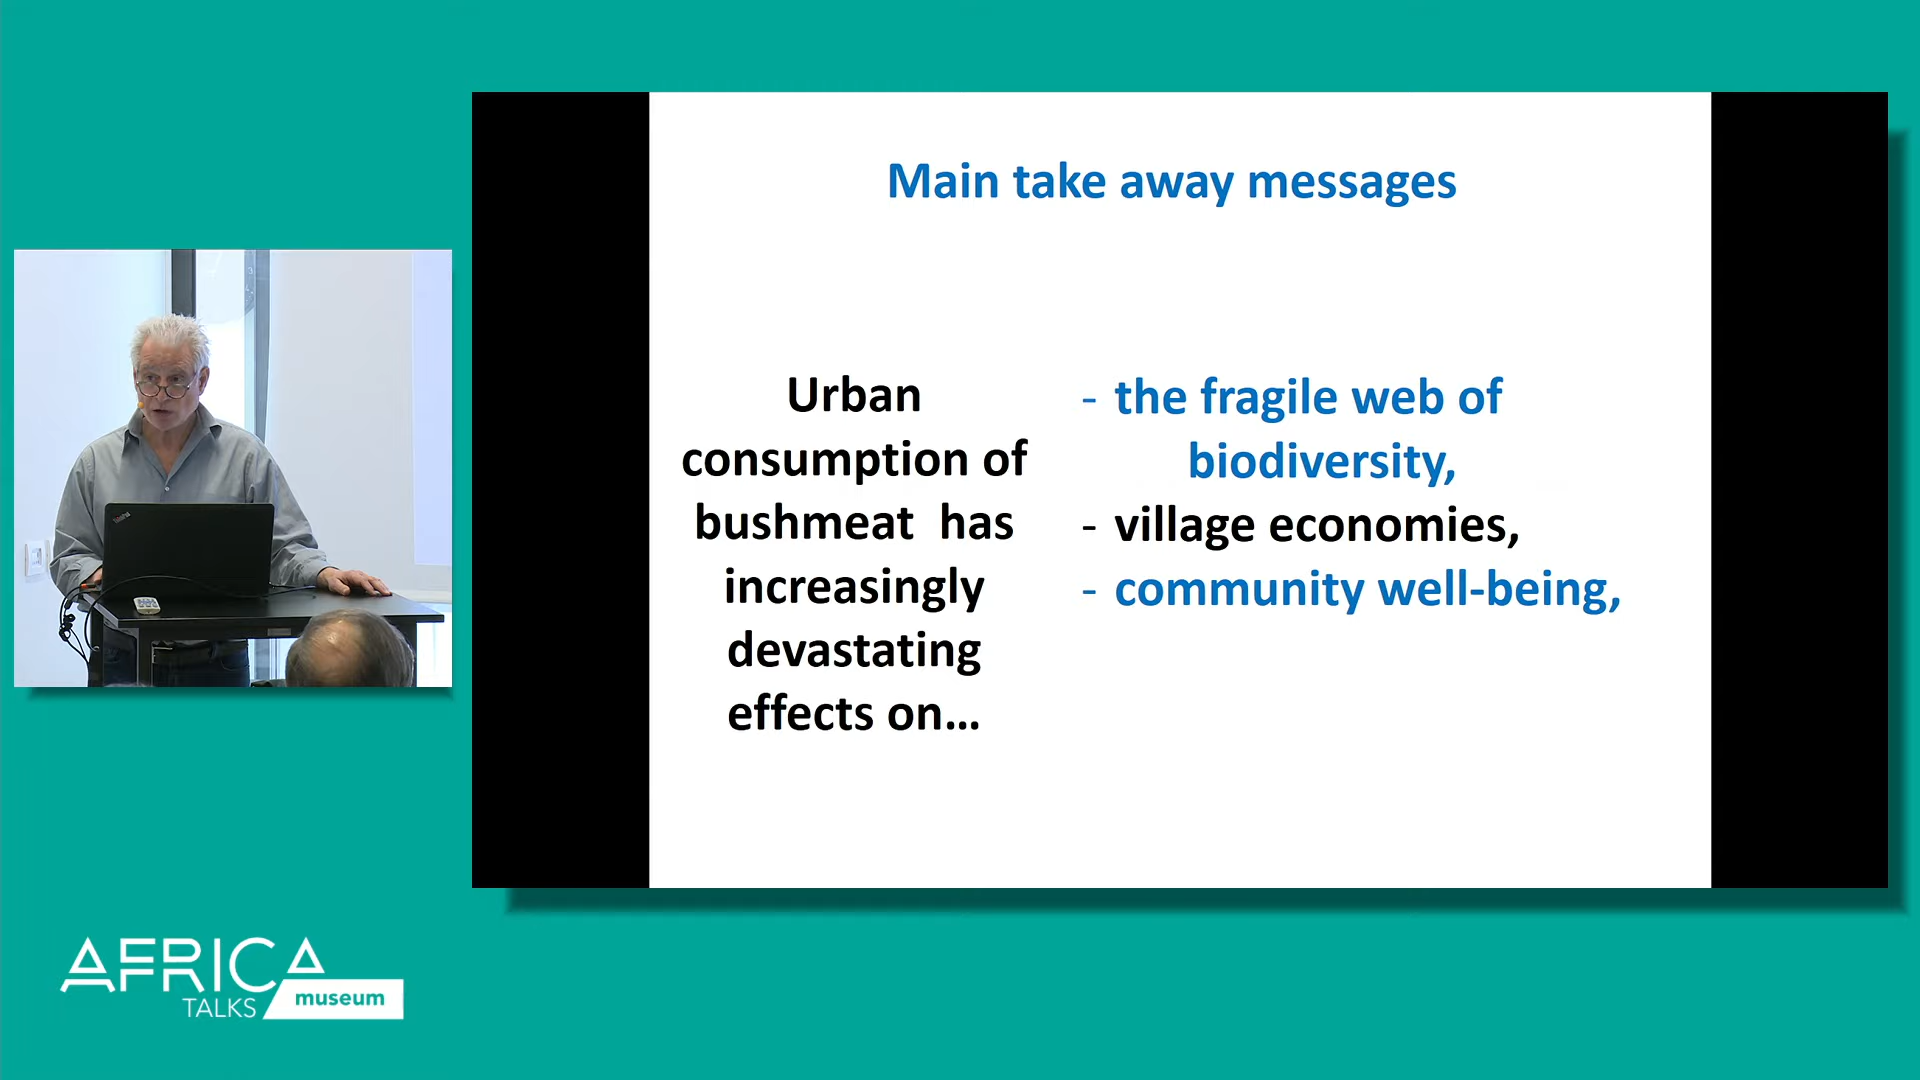 Main take away messages
Urban
consumption of
bushmeat has
increasingly
devastating
effects on...
- the fragile web of
biodiversity,
- village economies,
- community well-being,
AFRICA
TALKS
museum